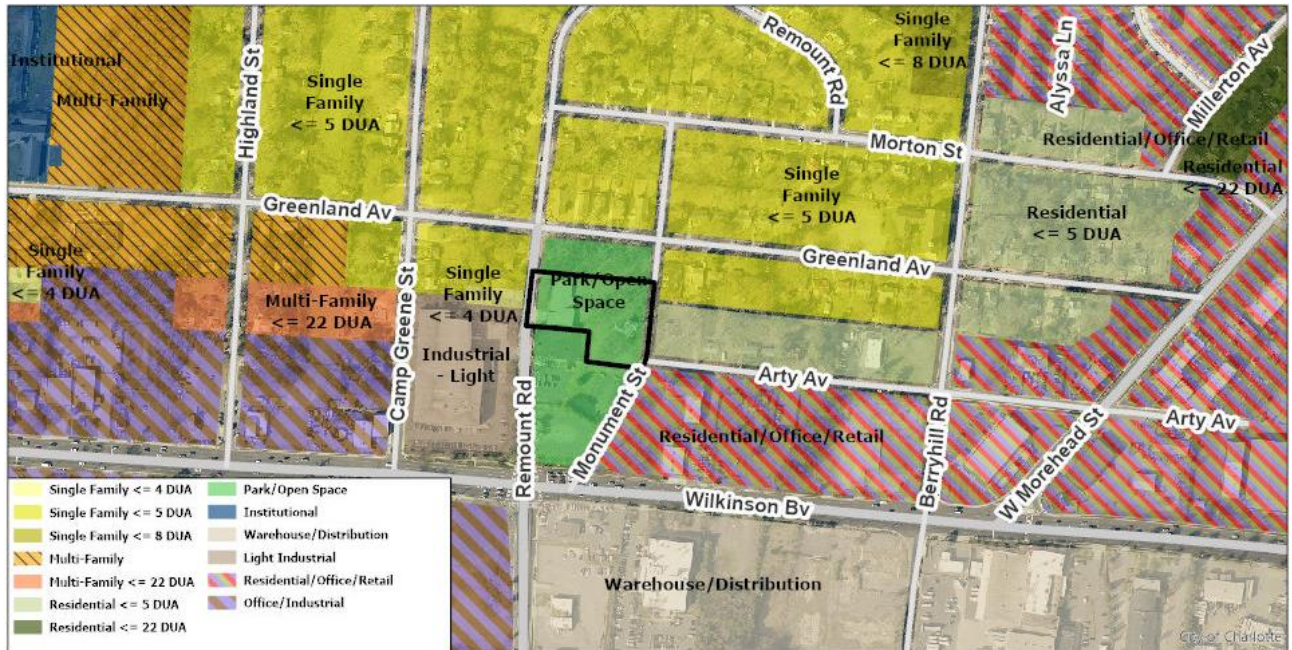 Institutional
Multi-Family
Highland St
Single
Family
<= 5 DUA
Remount
Rd
Single
Family
<= 8 DUA
Alyssa Ln
Millerton Av
Morton St
Residential/Office/Retail
Residential
<= 22 DUA
Greenland Av
Single
Family
<= 5 DUA
Residential
<= 5 DUA
Greenland Av
Single
Family
<= 4 DUA
Multi-Family
<= 22 DUA
Camp Greene St
Single
Family
<= 4 DUA
Industrial
- Light
Park/Open
Space
Remount Rd
Monument St
Arty Av
Residential/Office/Retail
Berryhill Rd
W Morehead St
Arty Av
Wilkinson Bv
Warehouse/Distribution
Single Family <= 4 DUA
Single Family <= 5 DUA
Single Family <= 8 DUA
Multi-Family
Multi-Family <= 22 DUA
Residential <= 5 DUA
Residential <= 22 DUA
Park/Open Space
Institutional
Warehouse/Distribution
Light Industrial
Residential/Office/Retail
Office/Industrial
City of Charlotte